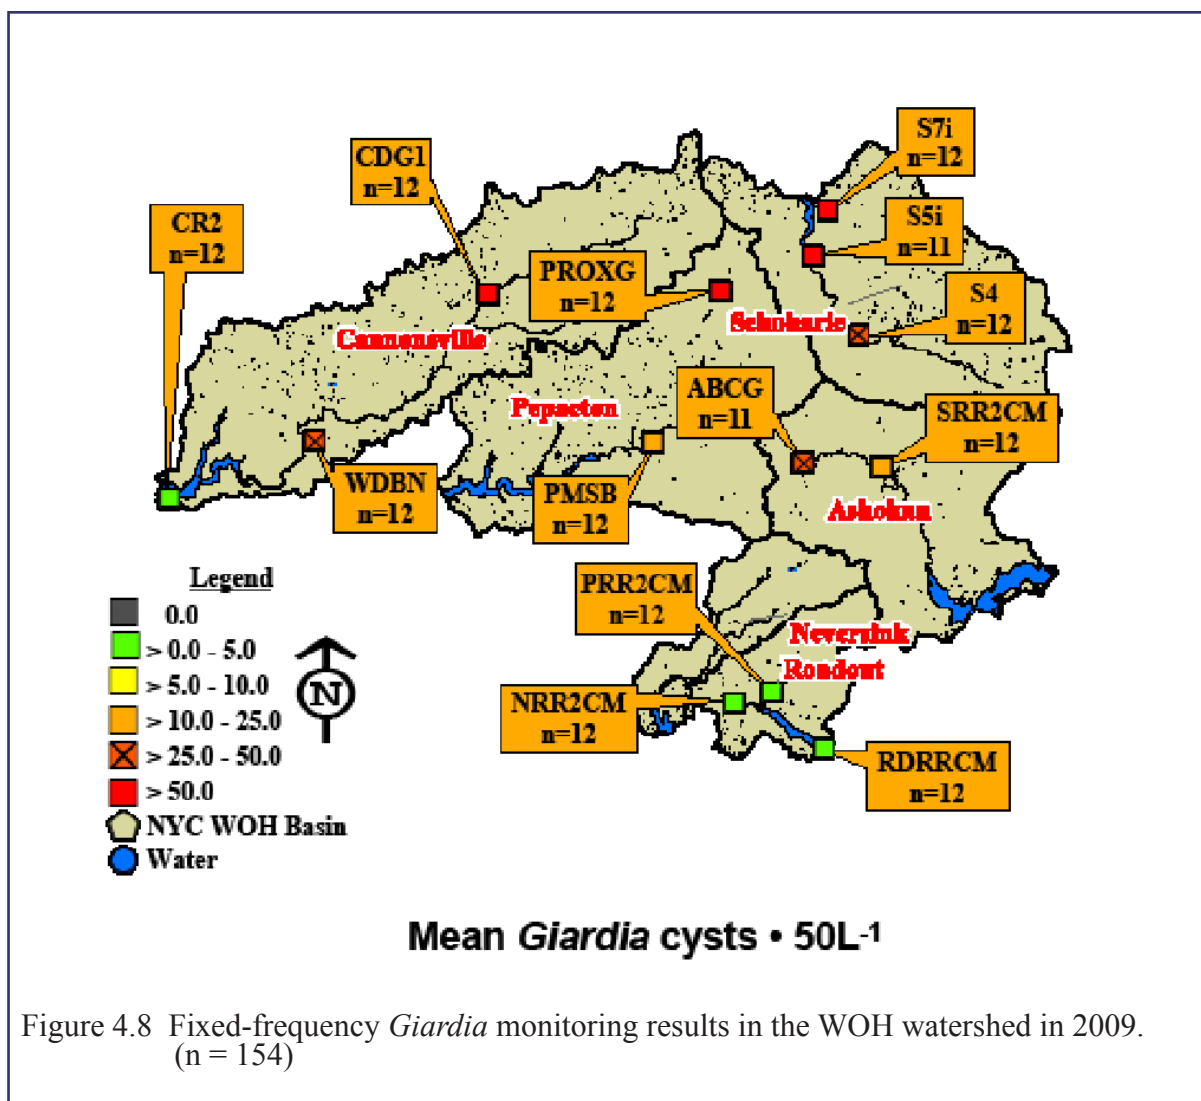 S7i
n=12
CDG1
n=12
CR2
n=12
S5i
n=11
PROXG
n=12
S4
n=12
Schoharie
Cannonsville
Pepacton
ABCG
n=11
SRR2CM
n=12
WDBN
n=12
PMSB
n=12
Ashokan
PRR2CM
n=12
Neversink
Rondout
NRR2CM
n=12
RDRRCM
n=12
Legend
0.0
> 0.0 - 5.0
> 5.0 - 10.0
> 10.0 - 25.0
> 25.0 - 50.0
> 50.0
NYC WOH Basin
Water
N
Mean Giardia cysts • 50L-1
Figure 4.8 Fixed-frequency Giardia monitoring results in the WOH watershed in 2009.
(n = 154)